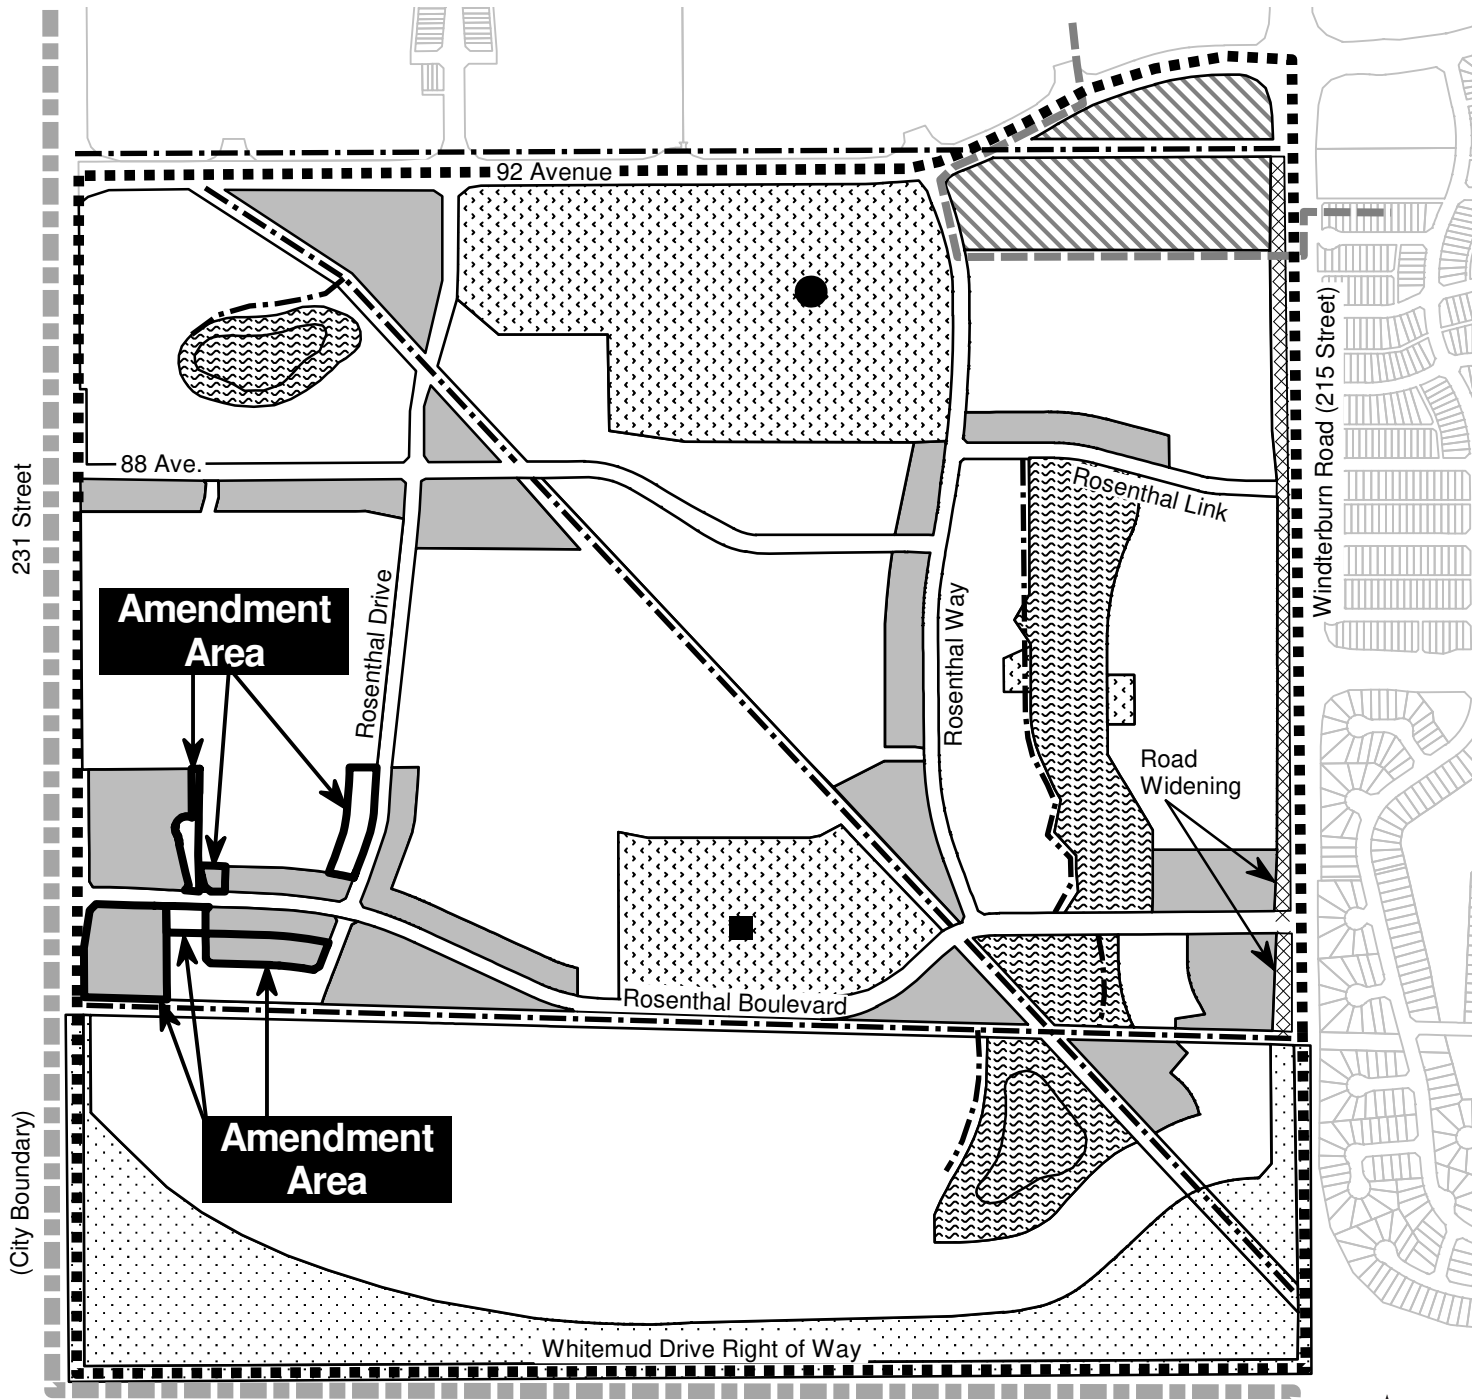 92 Avenue
88 Ave.
Rosenthal Link
231 Street
Windterburn Road (215 Street)
Amendment
Area
Rosenthal Drive
Rosenthal Way
Road
Widening
Rosenthal Boulevard
(City Boundary)
Amendment
Area
Whitemud Drive Right of Way